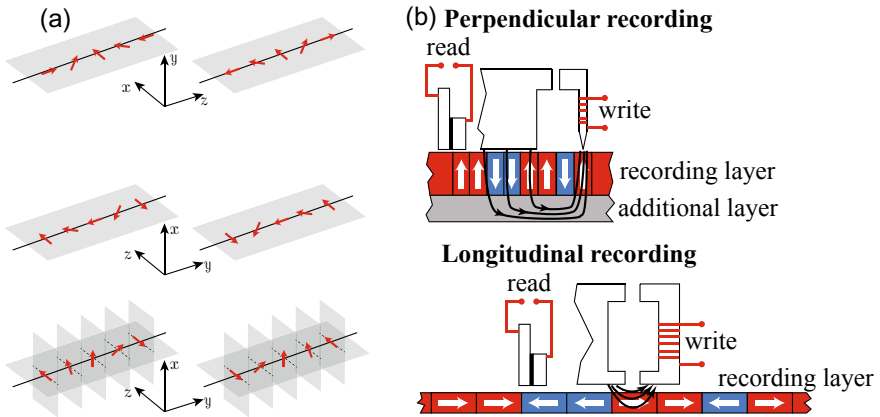 (a)
y
x
z
x
z
y
x
z
y
(b) Perpendicular recording
read
write
recording layer
additional layer
Longitudinal recording
read
write
recording layer